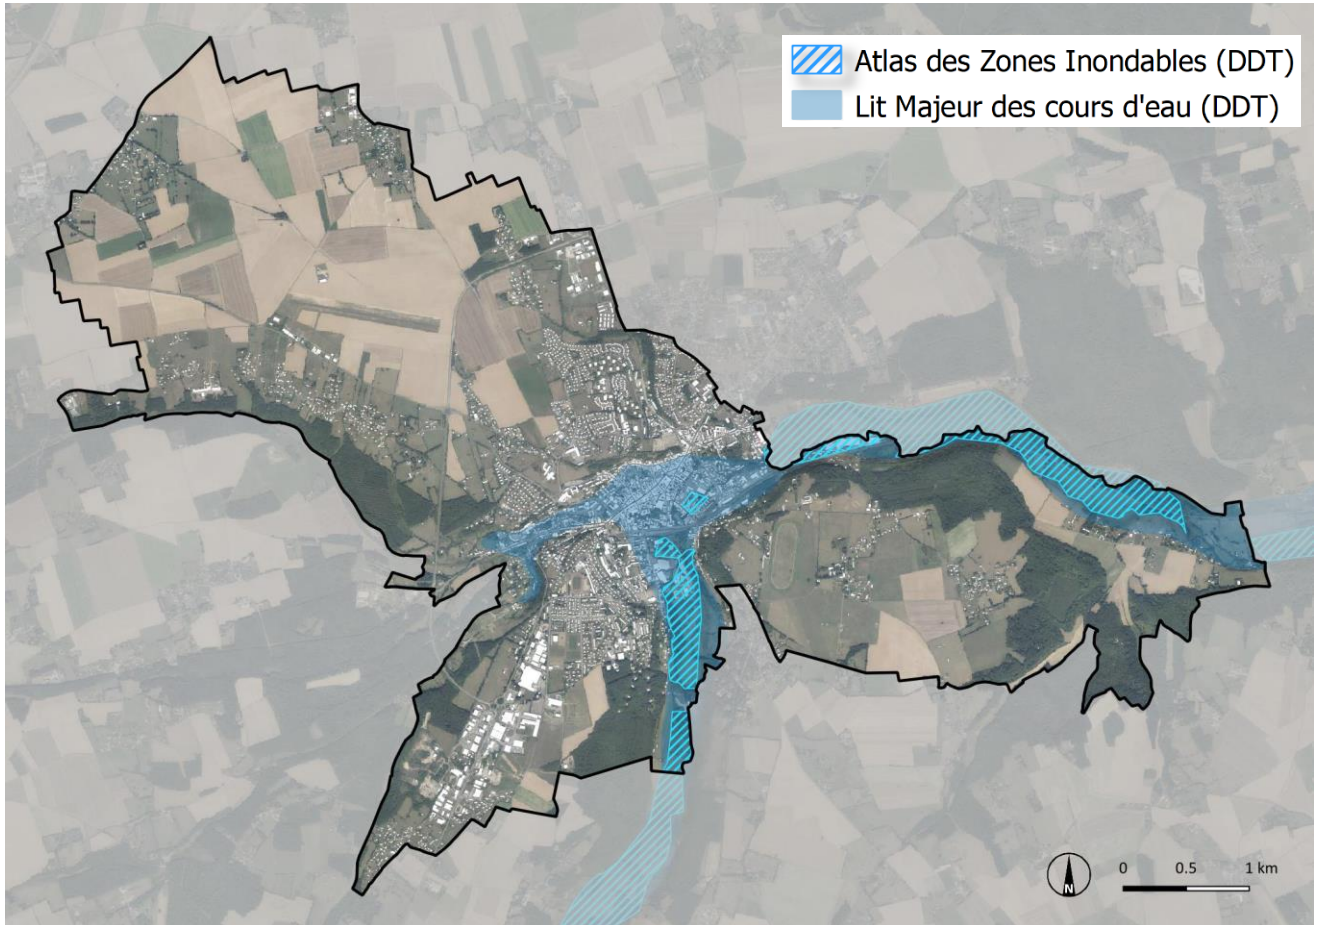 Atlas des Zones Inondables (DDT)
Lit Majeur des cours d'eau (DDT)
N
0 0.5 1 km